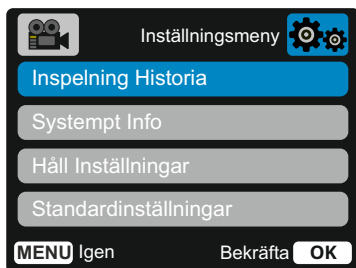 Inställningsmeny
Inspelning Historia
Systempt Info
Håll Inställningar
Standardinställningar
MENU Igen Bekräfta OK